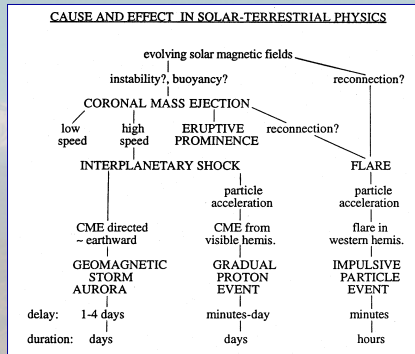 CAUSE AND EFFECT IN SOLAR-TERRESTRIAL PHYSICS
evolving solar magnetic fields
instability?, buoyancy? reconnection?
CORONAL MASS EJECTION
low high ERUPTIVE reconnection?
speed speed PROMINENCE
INTERPLANETARY SHOCK FLARE
particle particle
acceleration acceleration
CME directed CME from flare in
~ earthward visible hemis. western hemis.
GEOMAGNETIC GRADUAL IMPULSIVE
STORM PROTON PARTICLE
AURORA EVENT EVENT
delay: 1-4 days minutes-day minutes
duration: days days hours